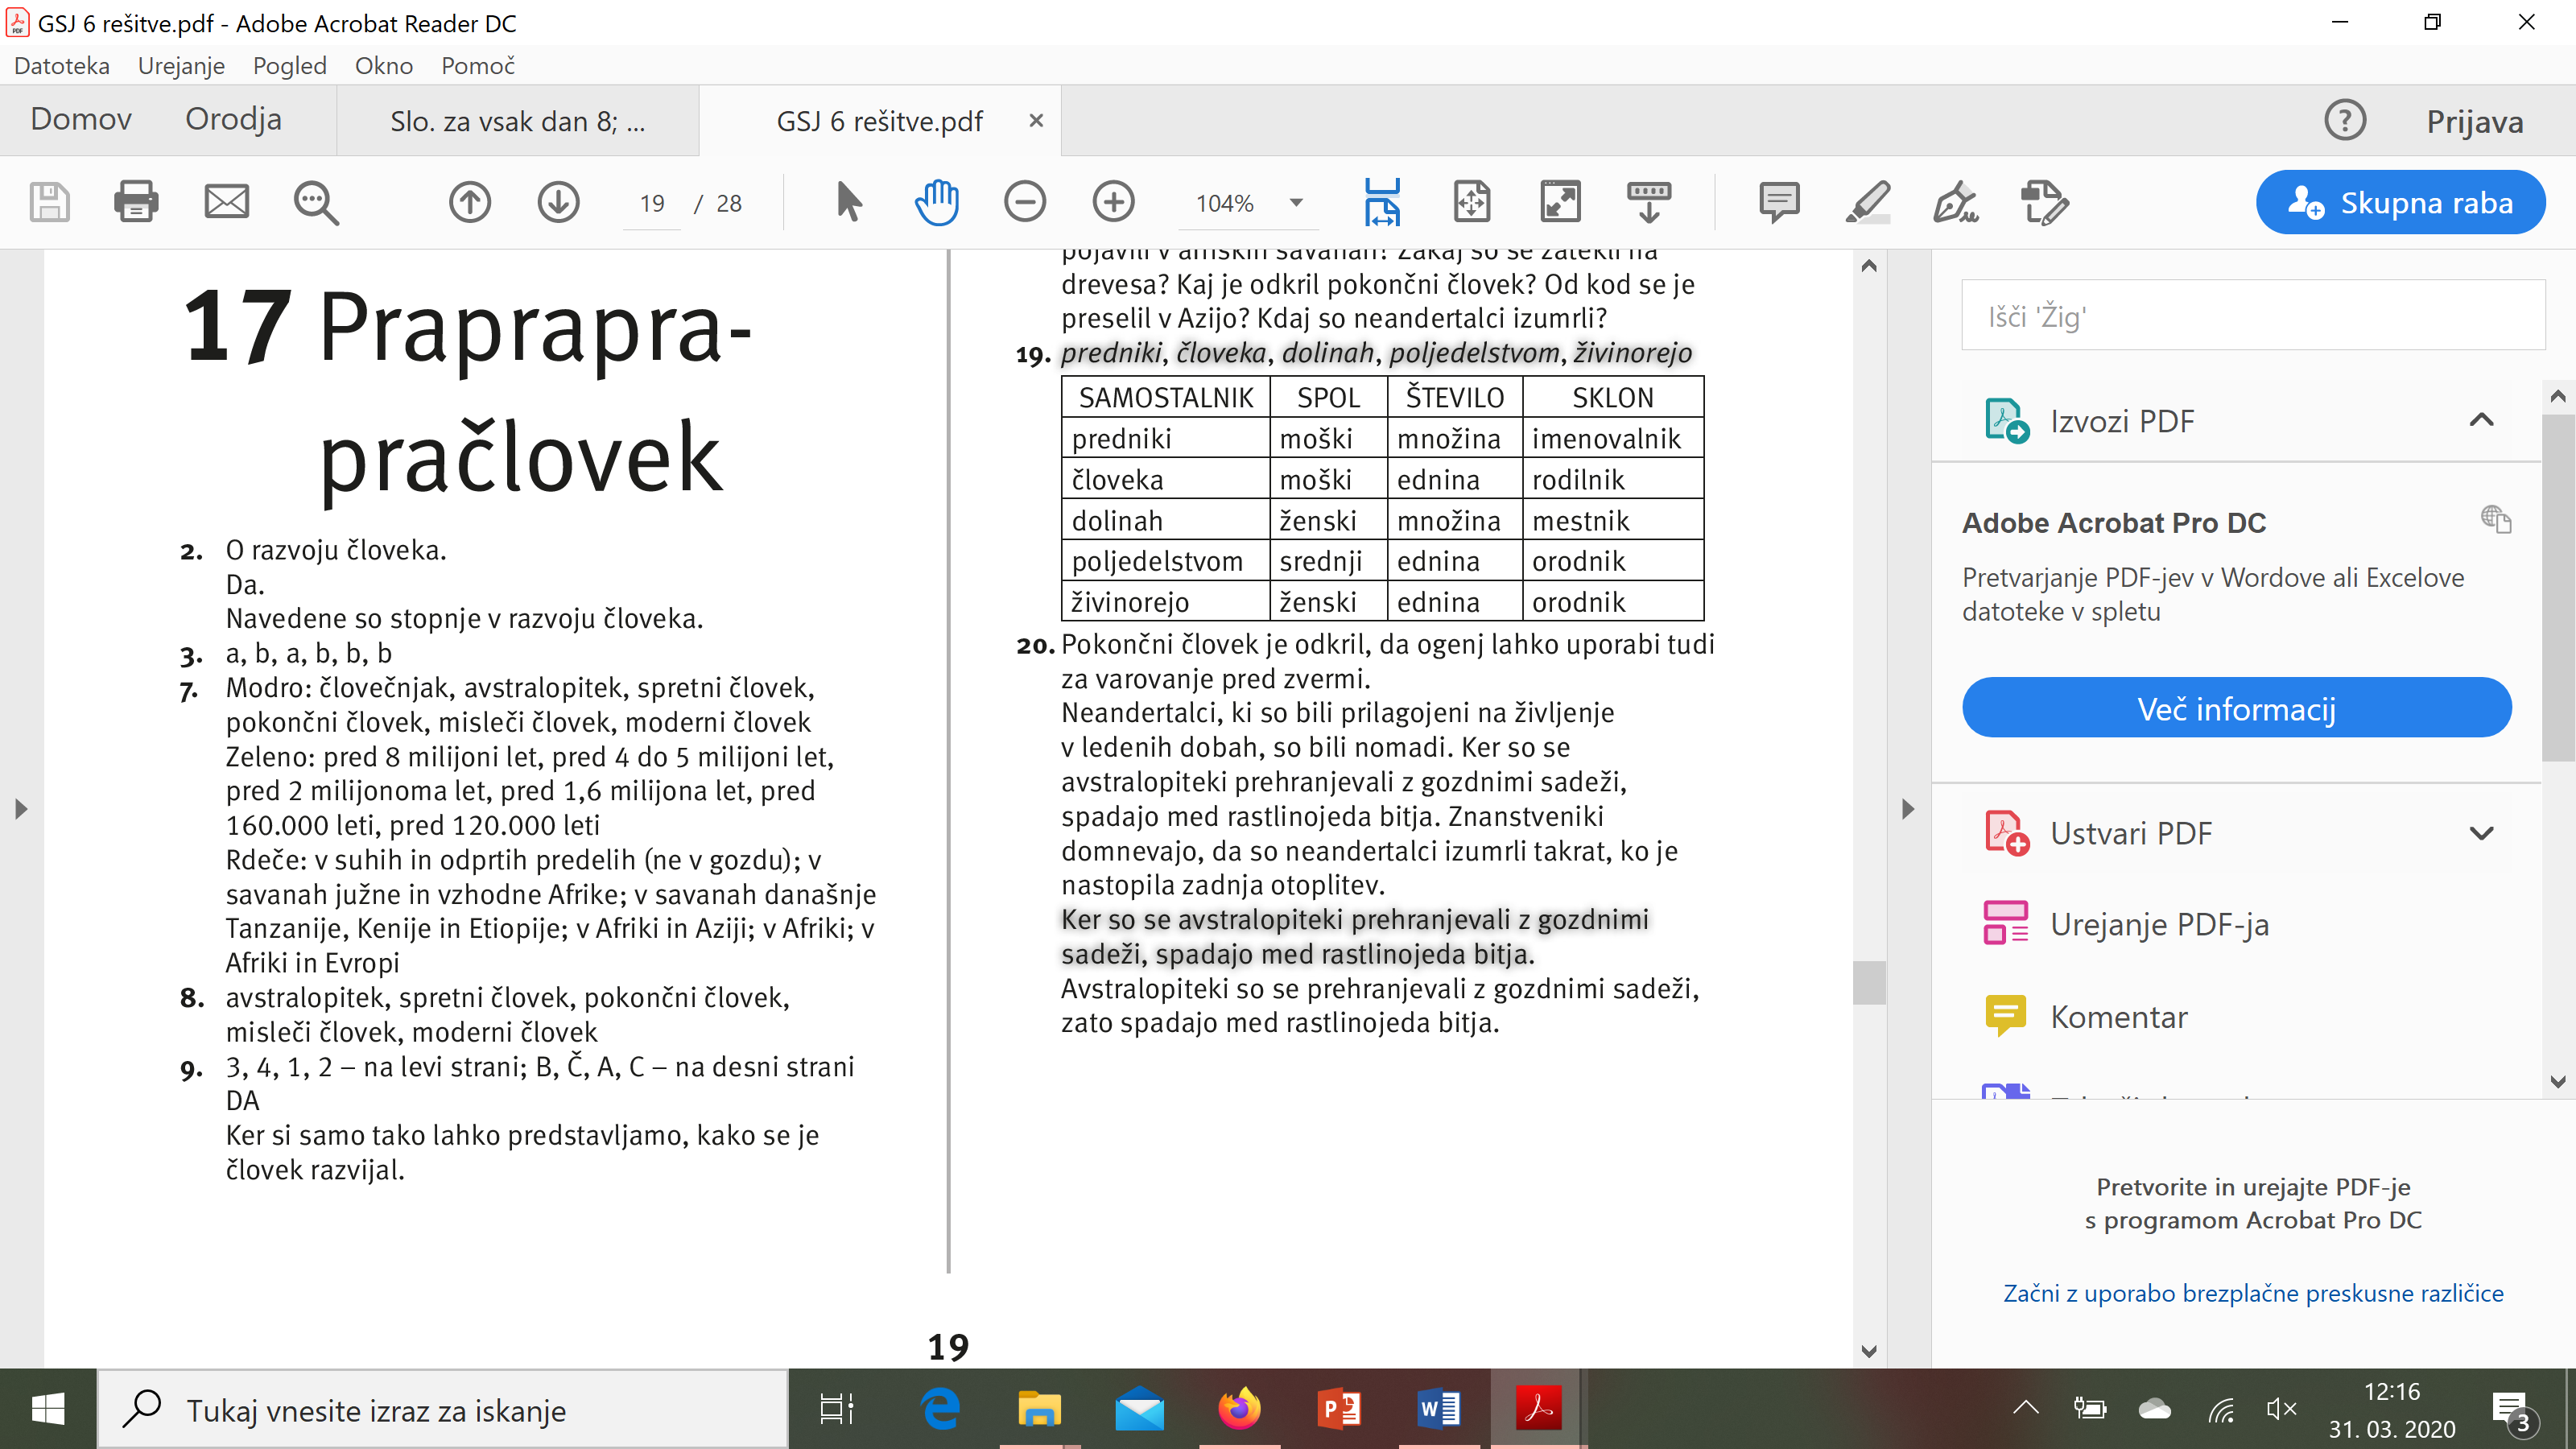 GSJ 6 rešitve.pdf - Adobe Acrobat Reader DC
Datoteka Urejanje Pogled Okno Pomoč
Domov Orodja Slo. za vsak dan 8; ... GSJ 6 rešitve.pdf Prijava
19 / 28 104% Skupna raba
17 Praprapra-
pračlovek
2. O razvoju človeka.
Da.
Navedene so stopnje v razvoju človeka.
3. a, b, a, b, b, b
7. Modro: človečnjak, avstralopitek, spretni človek,
pokončni človek, misleči človek, moderni človek
Zeleno: pred 8 milijoni let, pred 4 do 5 milijoni let,
pred 2 milijonoma let, pred 1,6 milijona let, pred
160.000 leti, pred 120.000 leti
Rdeče: v suhih in odprtih predelih (ne v gozdu); v
savanah južne in vzhodne Afrike; v savanah današnje
Tanzanije, Kenije in Etiopije; v Afriki in Aziji; v Afriki; v
Afriki in Evropi
8. avstralopitek, spretni človek, pokončni človek,
misleči človek, moderni človek
9. 3, 4, 1, 2 – na levi strani; B, Č, A, C – na desni strani
DA
Ker si samo tako lahko predstavljamo, kako se je
človek razvijal.
pojavili v afriških savanah? Zakaj so se zatekli na
drevesa? Kaj je odkril pokončni človek? Od kod se je
preselil v Azijo? Kdaj so neandertalci izumrli?
19. predniki, človeka, dolinah, poljedelstvom, živinorejo
SAMOSTALNIK SPOL ŠTEVILO SKLON
predniki moški množina imenovalnik
človeka moški ednina rodilnik
dolinah ženski množina mestnik
poljedelstvom srednji ednina orodnik
živinorejo ženski ednina orodnik
20. Pokončni človek je odkril, da ogenj lahko uporabi tudi
za varovanje pred zvermi.
Neandertalci, ki so bili prilagojeni na življenje
v ledenih dobah, so bili nomadi. Ker so se
avstralopiteki prehranjevali z gozdnimi sadeži,
spadajo med rastlinojeda bitja. Znanstveniki
domnevajo, da so neandertalci izumrli takrat, ko je
nastopila zadnja otoplitev.
Ker so se avstralopiteki prehranjevali z gozdnimi
sadeži, spadajo med rastlinojeda bitja.
Avstralopiteki so se prehranjevali z gozdnimi sadeži,
zato spadajo med rastlinojeda bitja.
19
Išči 'Žig'
Izvozi PDF
Adobe Acrobat Pro DC
Pretvarjanje PDF-jev v Wordove ali Excelove
datoteke v spletu
Več informacij
Ustvari PDF
Urejanje PDF-ja
Komentar
Pretvorite in urejajte PDF-je
s programom Acrobat Pro DC
Začni z uporabo brezplačne preskusne različice
Tukaj vnesite izraz za iskanje
12:16
31. 03. 2020
3